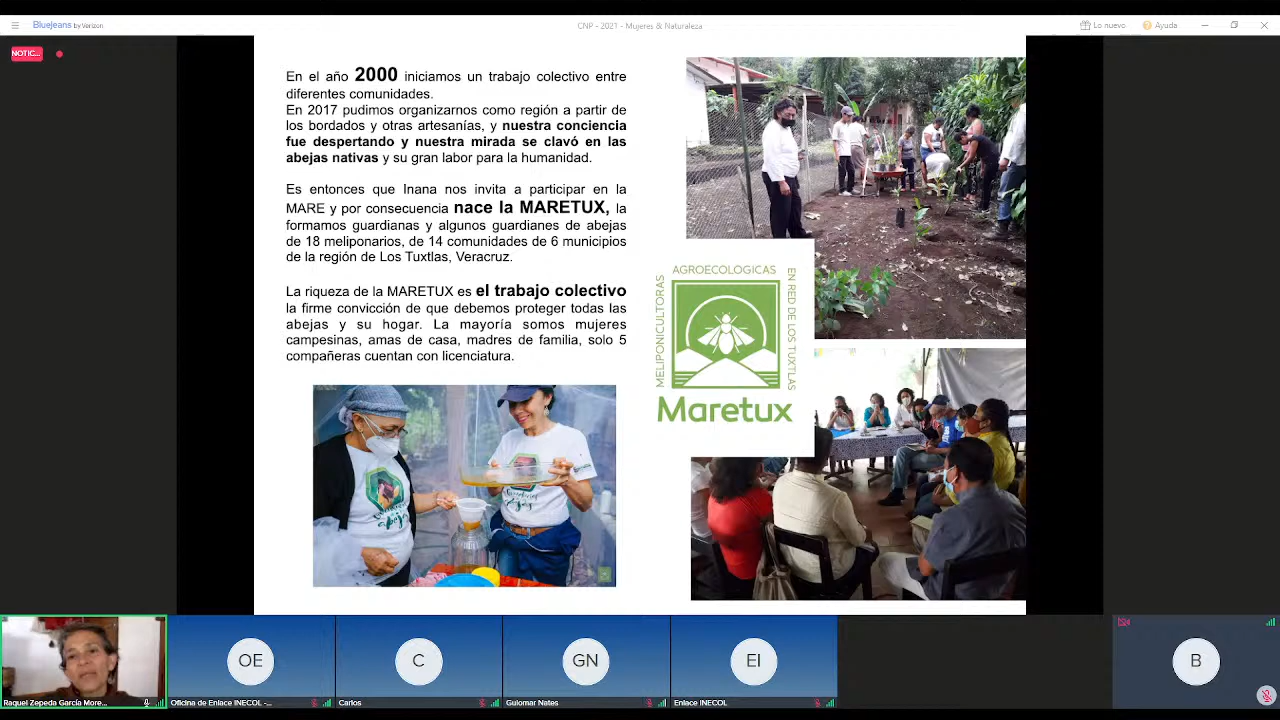 Bluejeans by Verizon
CNP - 2021 - Mujeres & Naturaleza
Lo nuevo
Ayuda
NOTIC...
En el año 2000 iniciamos un trabajo colectivo entre
diferentes comunidades.
En 2017 pudimos organizarnos como región a partir de
los bordados y otras artesanías, y nuestra conciencia
fue despertando y nuestra mirada se clavó en las
abejas nativas y su gran labor para la humanidad.
Es entonces que Inana nos invita a participar en la
MARE y por consecuencia nace la MARETUX, la
formamos guardianas y algunos guardianes de abejas
de 18 meliponarios, de 14 comunidades de 6 municipios
de la región de Los Tuxtlas, Veracruz.
La riqueza de la MARETUX es el trabajo colectivo
la firme convicción de que debemos proteger todas las
abejas y su hogar. La mayoría somos mujeres
campesinas, amas de casa, madres de familia, solo 5
compañeras cuentan con licenciatura.
MELIPONICULTORAS
AGROECOLOGICAS
EN RED DE LOS TUXTLAS
Maretux
Raquel Zepeda García More...
OE
Oficina de Enlace INECOL -...
C
Carlos
GN
Gulomar Nates
EI
Enlace INECOL
B